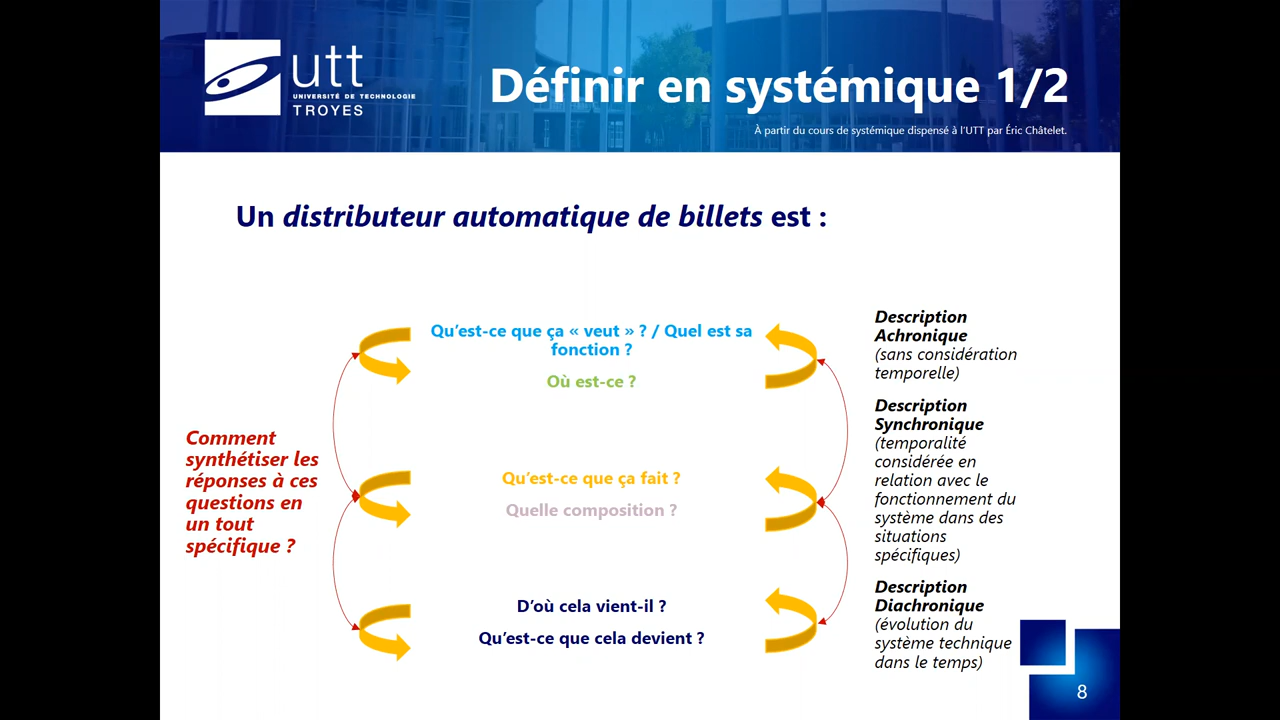 utt
UNIVERSITÉ DE TECHNOLOGIE
TROYES
Définir en systémique 1/2
À partir du cours de systémique dispensé à l'UTT par Éric Châtelet.
Un distributeur automatique de billets est :
Qu'est-ce que ça « veut » ? / Quel est sa
fonction ?
Où est-ce ?
Qu'est-ce que ça fait ?
Quelle composition ?
D'où cela vient-il ?
Qu'est-ce que cela devient ?
Comment
synthétiser les
réponses à ces
questions en
un tout
spécifique ?
Description
Achronique
(sans considération
temporelle)
Description
Synchronique
(temporalité
considérée en
relation avec le
fonctionnement du
système dans des
situations
spécifiques)
Description
Diachronique
(évolution du
système technique
dans le temps)
8